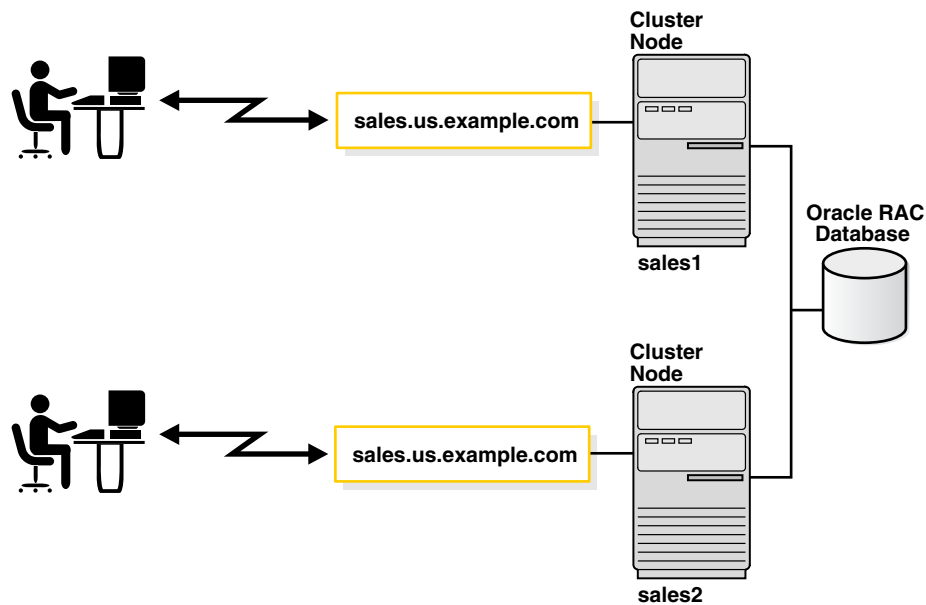 Cluster
Node
sales.us.example.com
sales1
Oracle RAC
Database
Cluster
Node
sales.us.example.com
sales2